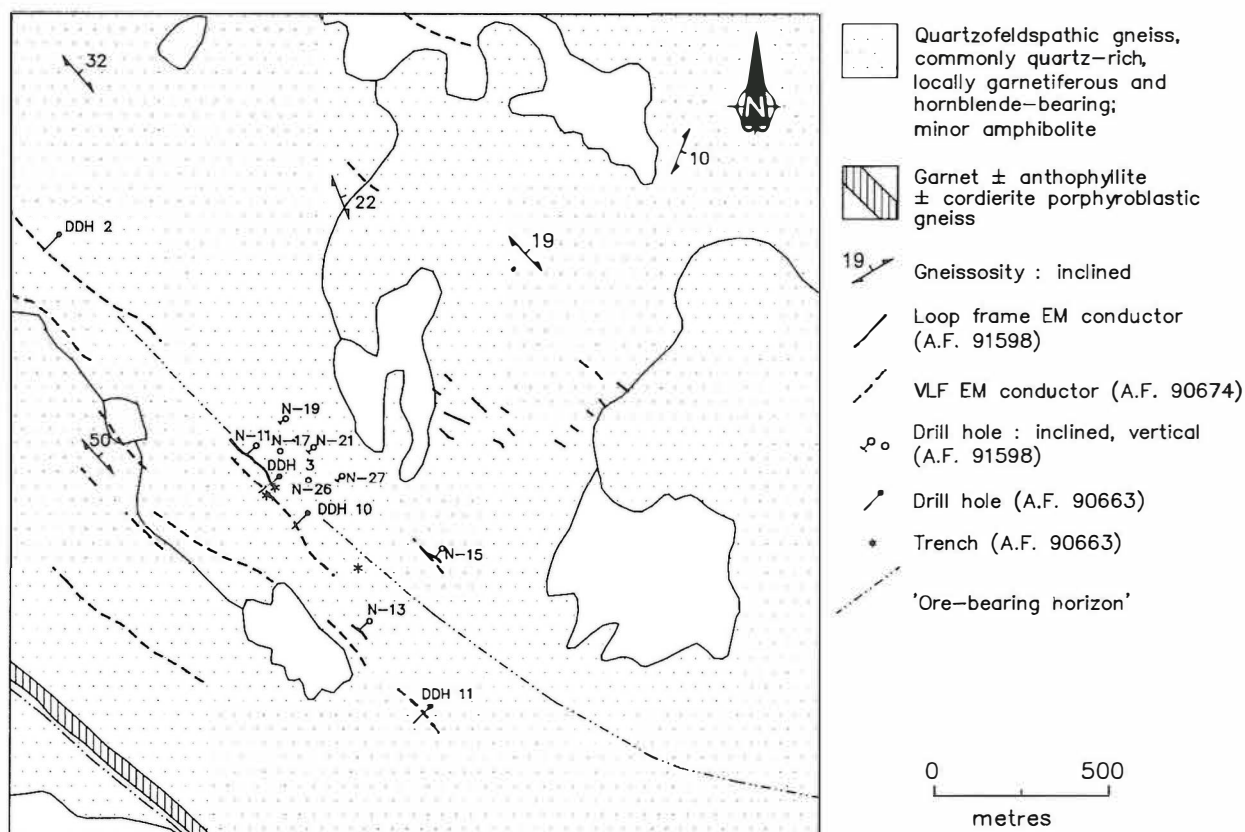 32
N
10
22
19
DDH 2
50
N-19
N-11
N-17
N-21
DDH 3
N-27
N-26
DDH 10
N-15
N-13
DDH 11
Quartzofeldspathic gneiss,
commonly quartz-rich,
locally garnetiferous and
hornblende-bearing;
minor amphibolite
Garnet ± anthophyllite
± cordierite porphyroblastic
gneiss
19
Gneissosity : inclined
Loop frame EM conductor
(A.F. 91598)
VLF EM conductor (A.F. 90674)
Drill hole : inclined, vertical
(A.F. 91598)
Drill hole (A.F. 90663)
Trench (A.F. 90663)
'Ore-bearing horizon'
0 500
metres